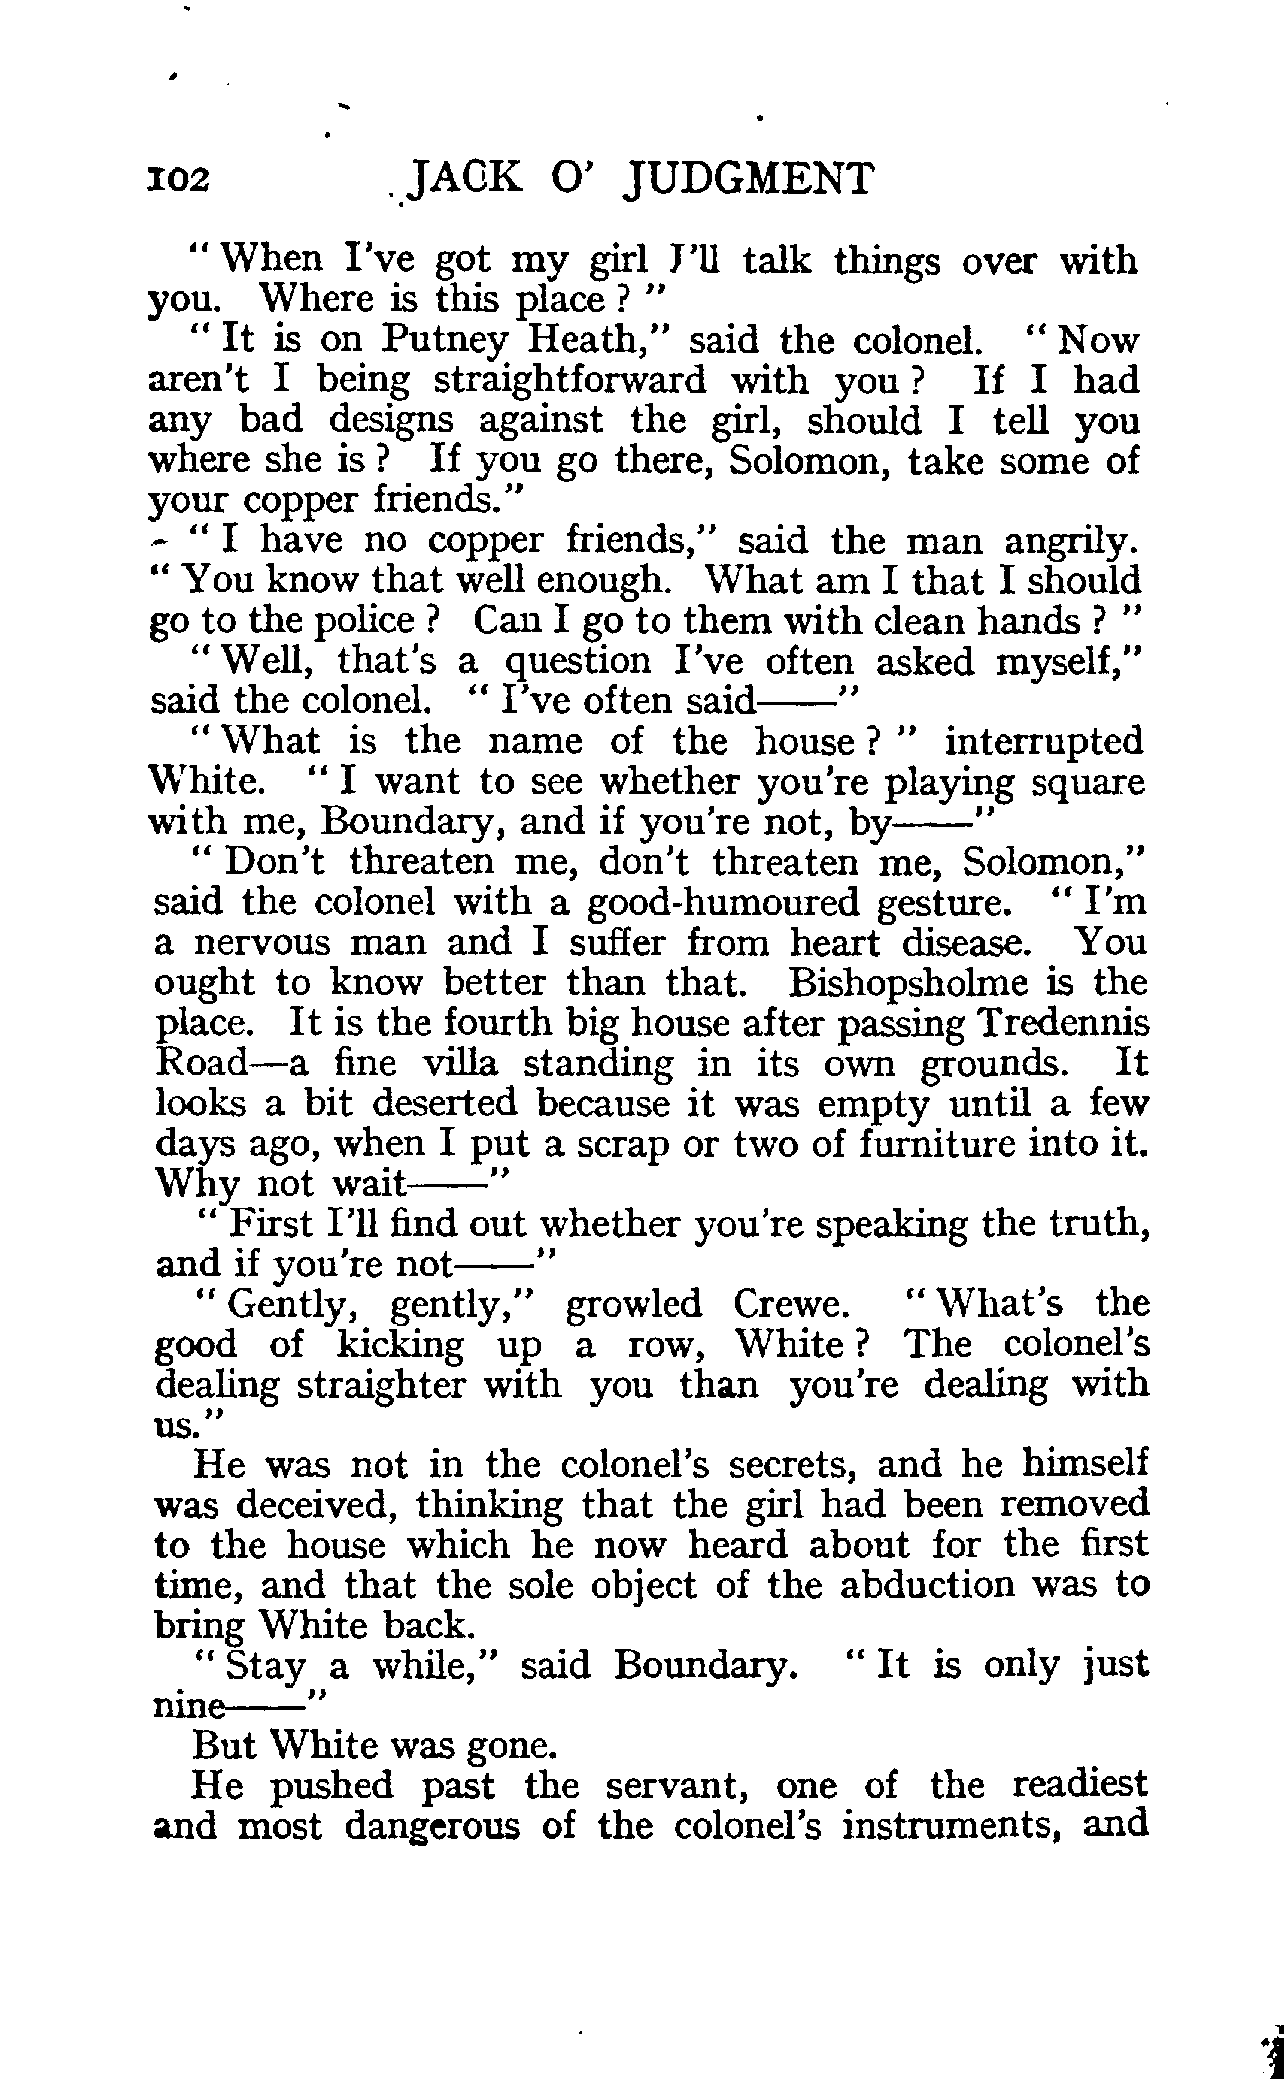 102 JACK O' JUDGMENT
" When I've got my girl I'll talk things over with
you. Where is this place ? "
" It is on Putney Heath," said the colonel. " Now
aren't I being straightforward with you ? If I had
any bad designs against the girl, should I tell you
where she is ? If you go there, Solomon, take some of
your copper friends."
" I have no copper friends," said the man angrily.
" You know that well enough. What am I that I should
go to the police ? Can I go to them with clean hands ? "
" Well, that's a question I've often asked myself,"
said the colonel. " I've often said——"
" What is the name of the house ? " interrupted
White. " I want to see whether you're playing square
with me, Boundary, and if you're not, by——"
" Don't threaten me, don't threaten me, Solomon,"
said the colonel with a good-humoured gesture. " I'm
a nervous man and I suffer from heart disease. You
ought to know better than that. Bishopsholme is the
place. It is the fourth big house after passing Tredennis
Road—a fine villa standing in its own grounds. It
looks a bit deserted because it was empty until a few
days ago, when I put a scrap or two of furniture into it.
Why not wait——"
" First I'll find out whether you're speaking the truth,
and if you're not——"
" Gently, gently," growled Crewe. " What's the
good of kicking up a row, White ? The colonel's
dealing straighter with you than you're dealing with
us."
He was not in the colonel's secrets, and he himself
was deceived, thinking that the girl had been removed
to the house which he now heard about for the first
time, and that the sole object of the abduction was to
bring White back.
" Stay a while," said Boundary. " It is only just
nine——"
But White was gone.
He pushed past the servant, one of the readiest
and most dangerous of the colonel's instruments, and